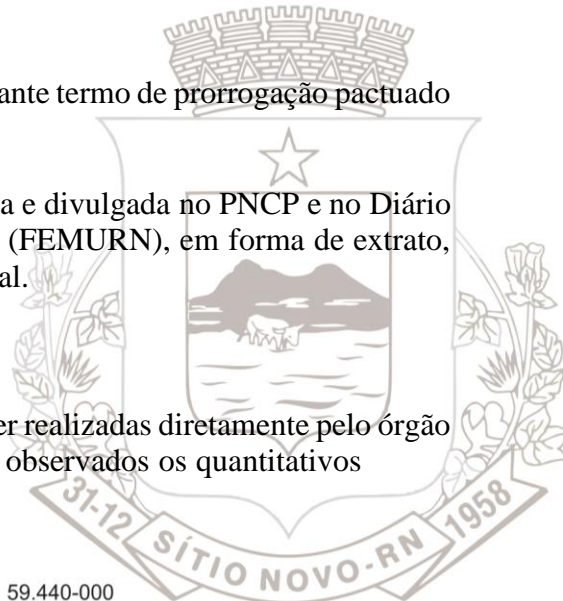 ante termo de prorrogação pactuado
a e divulgada no PNCP e no Diário
(FEMURN), em forma de extrato,
al.
er realizadas diretamente pelo órgão
observados os quantitativos
31-12 SÍTIO NOVO-RN 1958
59.440-000